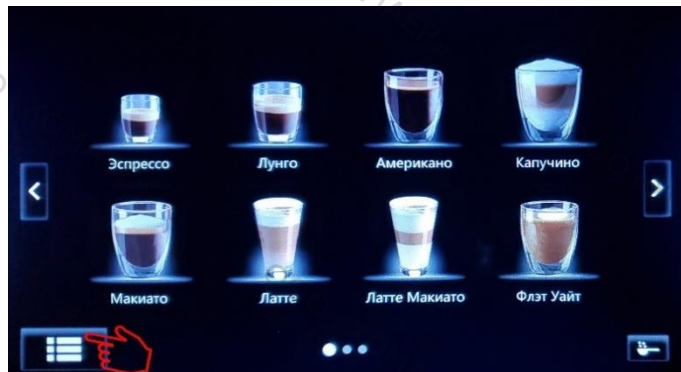 Эспрессо
Лунго
Американо
Капучино
Макиато
Латте
Латте Макиато
Флэт Уайт